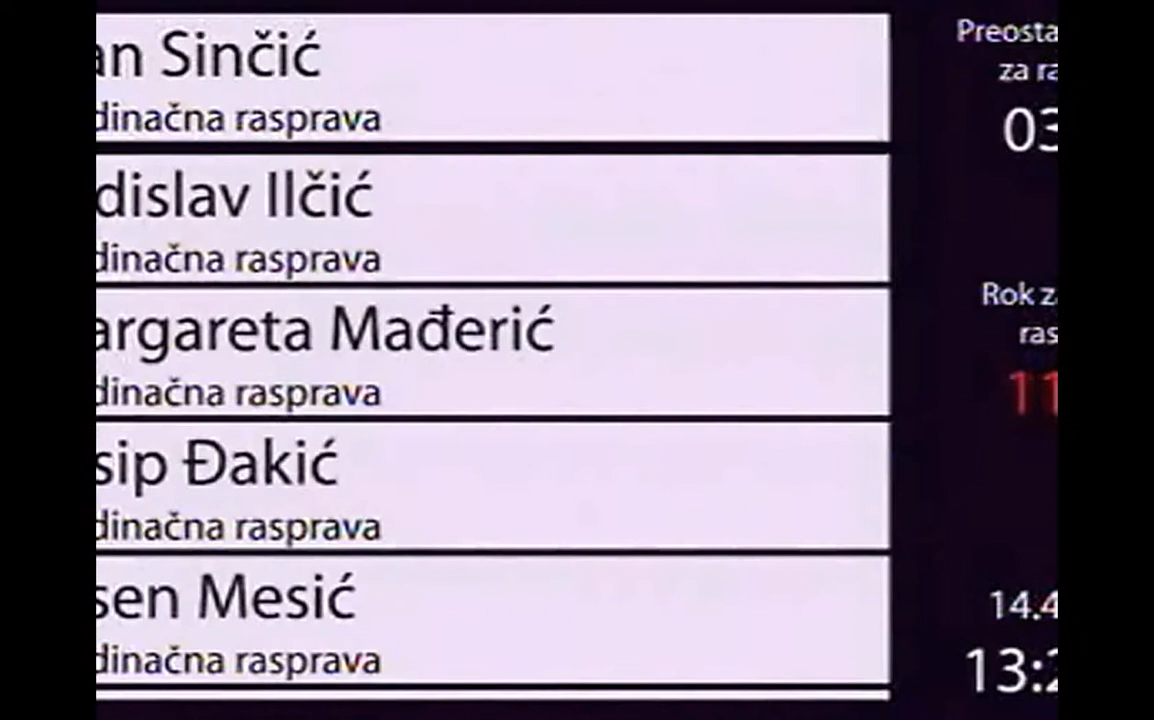 an Sinčić
dinačna rasprava
dislav Ilčić
dinačna rasprava
argareta Mađerić
dinačna rasprava
sip Đakić
dinačna rasprava
sen Mesić
dinačna rasprava
Preosta
za ra
03
Rok z
ras
11
14.4
13:2